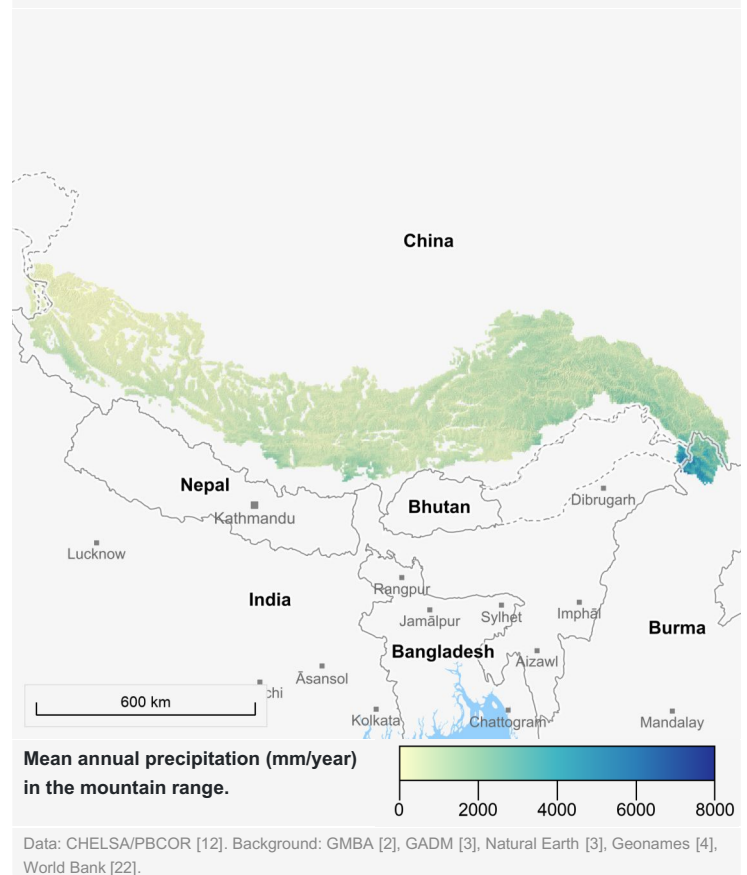 China
Nepal
Kathmandu
Bhutan
Dibrugarh
Lucknow
Rangpur
India
Jamālpur
Sylhet
Imphāl
Burma
Bangladesh
Aizawl
Āsansol
chi
600 km
Kolkata
Chattogram
Mandalay
Mean annual precipitation (mm/year)
in the mountain range.
0 2000 4000 6000 8000
Data: CHELSA/PBCOR [12]. Background: GMBA [2], GADM [3], Natural Earth [3], Geonames [4],
World Bank [22].